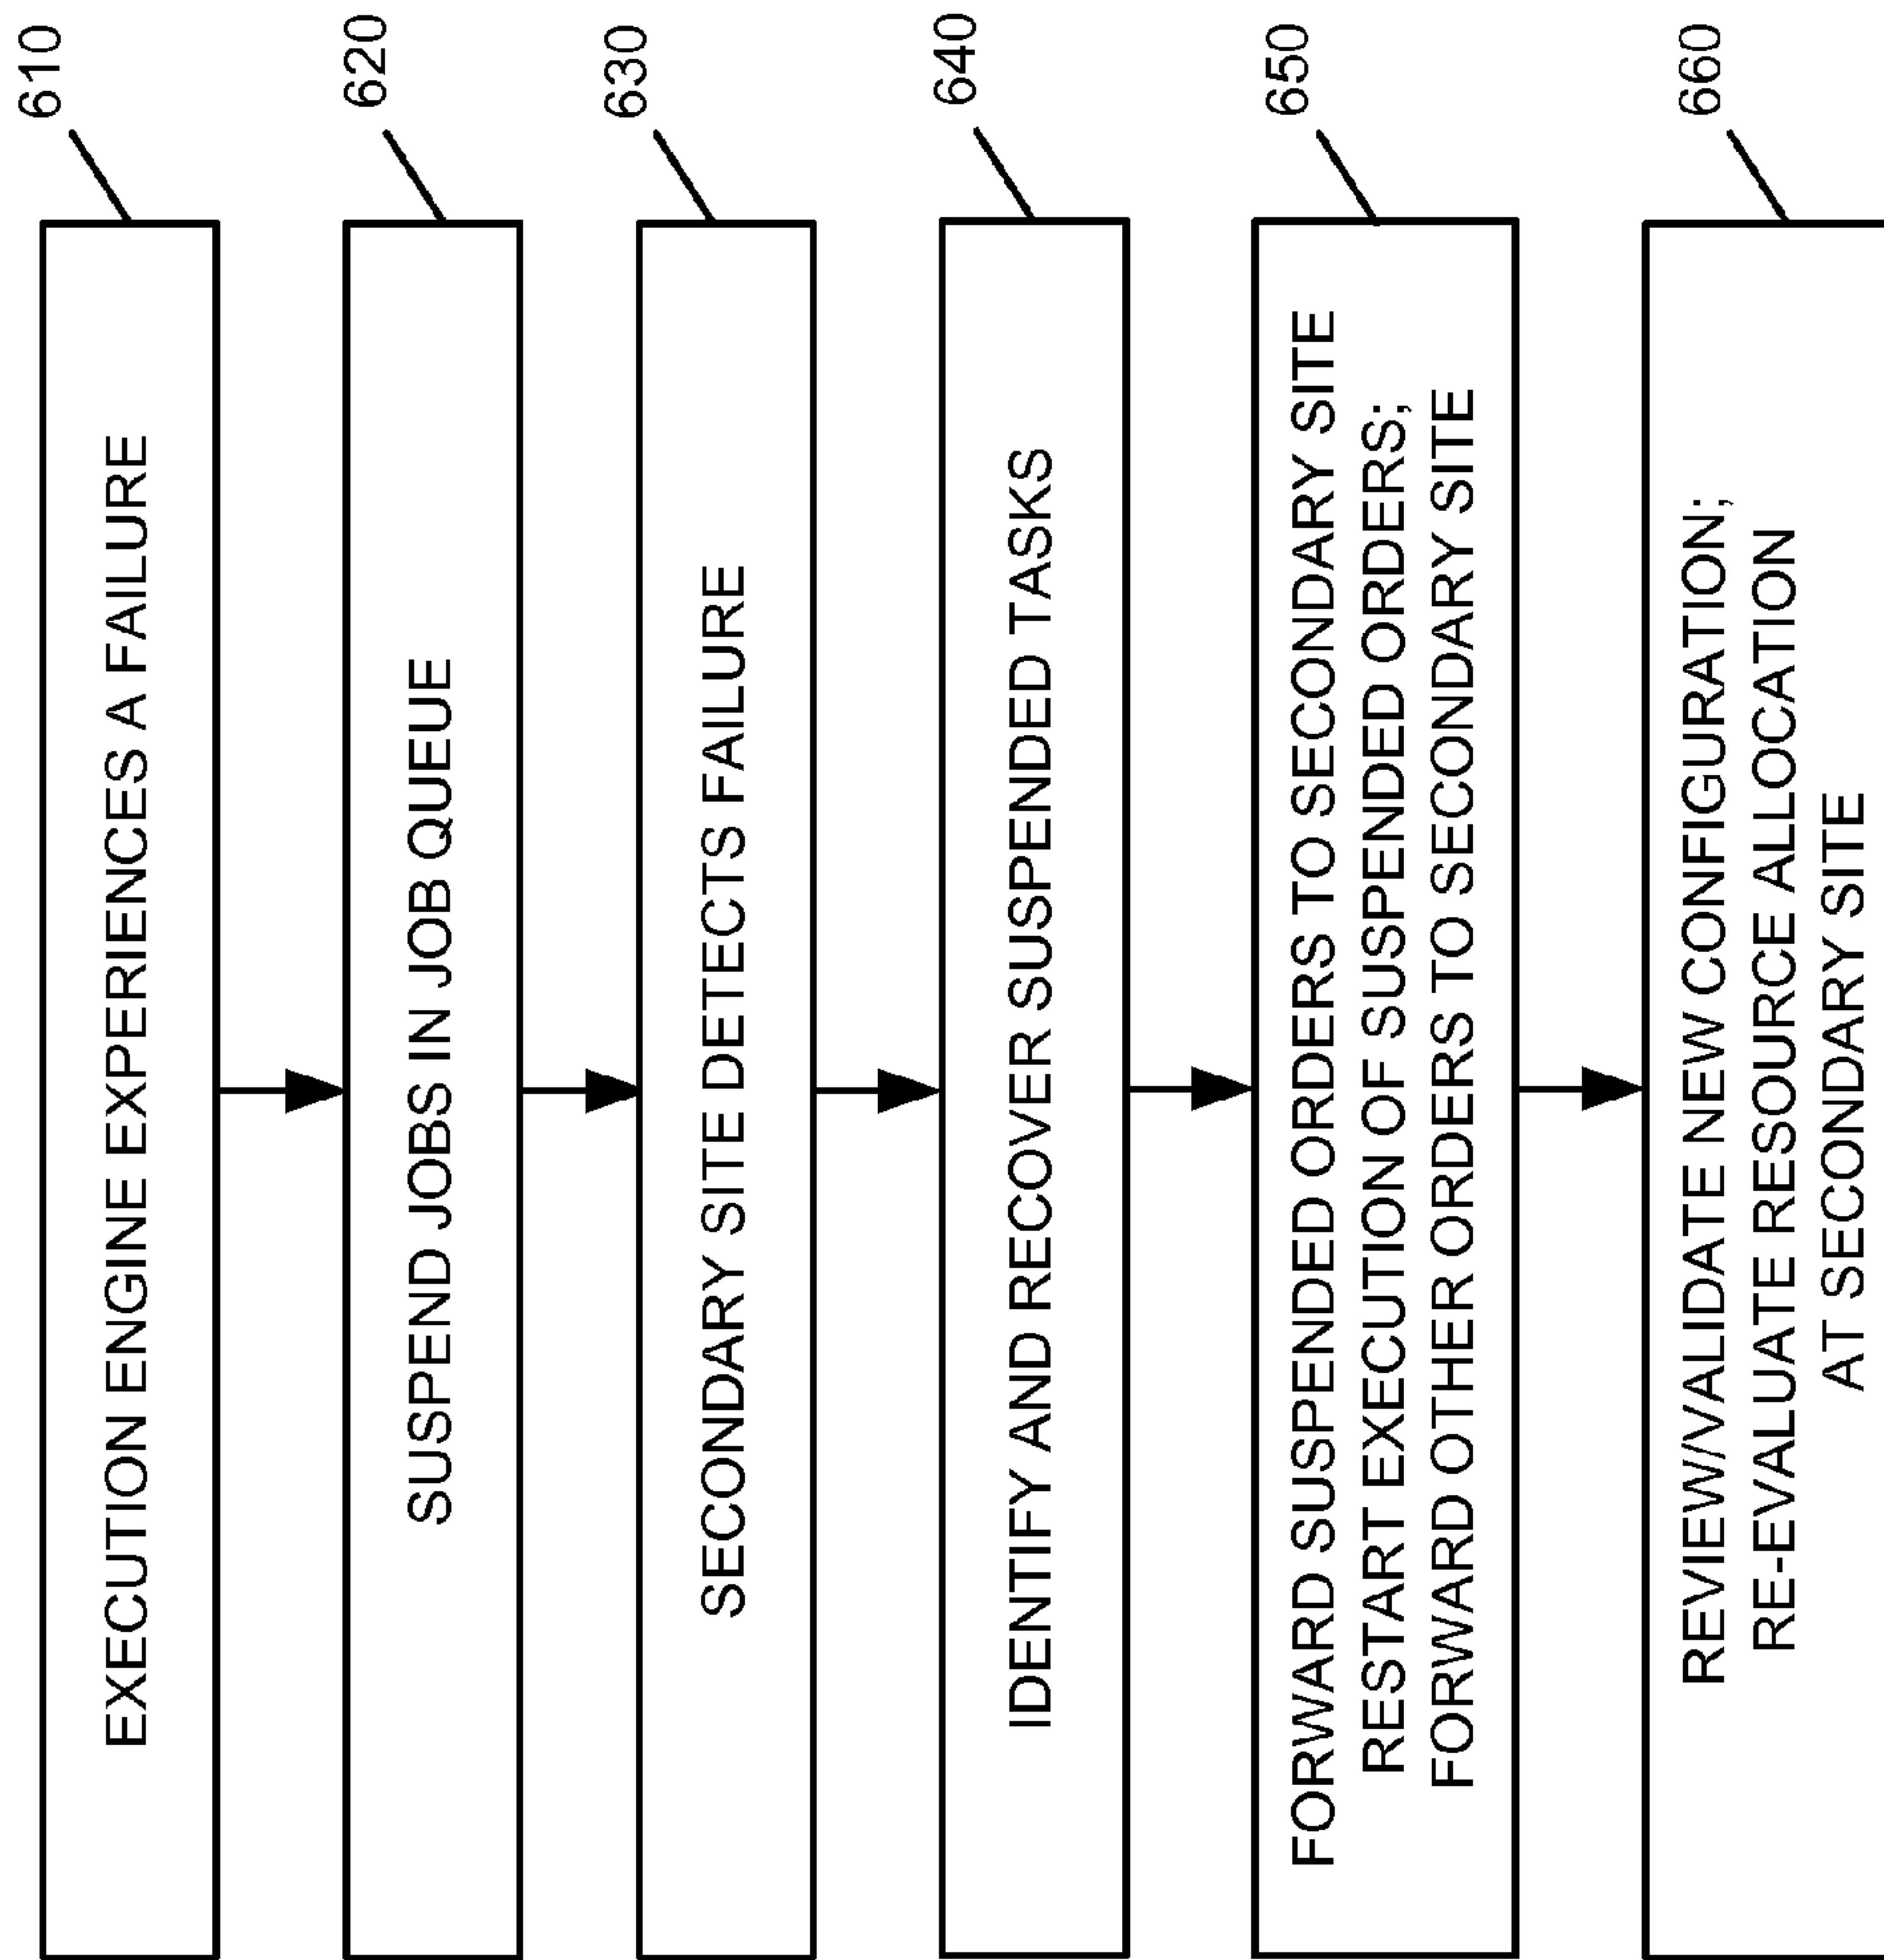 610
EXECUTION ENGINE EXPERIENCES A FAILURE
620
SUSPEND JOBS IN JOB QUEUE
630
SECONDARY SITE DETECTS FAILURE
640
IDENTIFY AND RECOVER SUSPENDED TASKS
650
FORWARD SUSPENDED ORDERS TO SECONDARY SITE
RESTART EXECUTION OF SUSPENDED ORDERS;
FORWARD OTHER ORDERS TO SECONDARY SITE
660
REVIEW/VALIDATE NEW CONFIGURATION;
RE-EVALUATE RESOURCE ALLOCATION
AT SECONDARY SITE